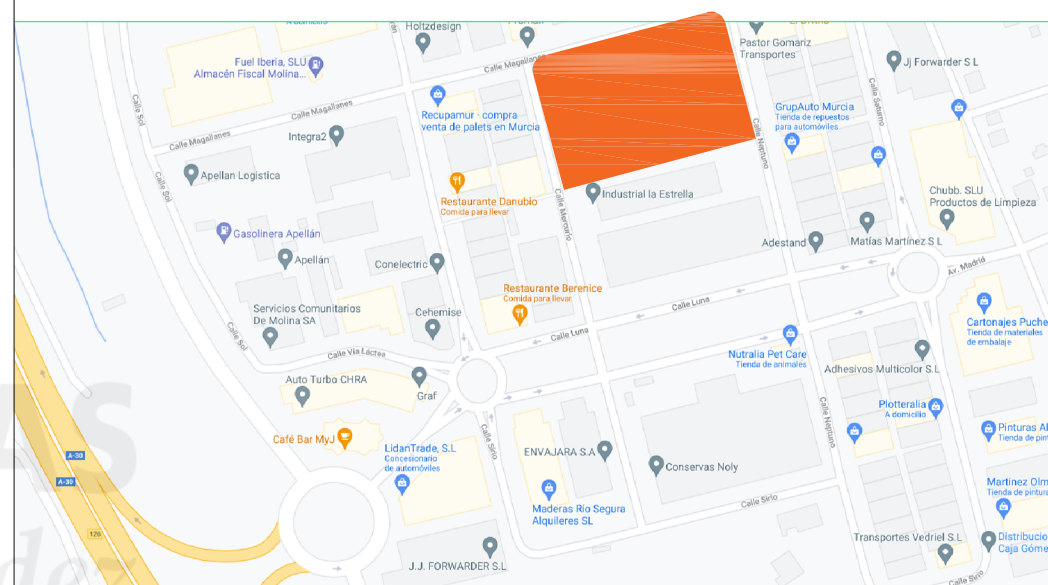 Holtzdesign
Fuel Iberia, SLU
Almacén Fiscal Molina...
Pastor Gomariz
Transportes
Jj Forwarder S L
Calle Magallanes
Calle Magallanes
Calle Sol
Recupamur - compra
venta de palets en Murcia
GrupAuto Murcia
Tienda de repuestos
para automóviles
Calle Saturno
Integra2
Calle Magallanes
Calle Neptuno
Apellan Logistica
Restaurante Danubio
Comida para llevar
Industrial la Estrella
Chubb. SLU
Productos de Limpieza
Calle Sol
Calle Mercurio
Gasolinera Apellán
Adestand
Matías Martínez S L
Apellán
Conelectric
Av. Madrid
Restaurante Berenice
Comida para llevar
Calle Luna
Servicios Comunitarios
De Molina SA
Cehemise
Calle Luna
Cartonajes Puche
Tienda de materiales
de embalaje
Calle Sol
Calle Vía Láctea
Nutralia Pet Care
Tienda de animales
Adhesivos Multicolor S.L
Auto Turbo CHRA
Graf
Plotteralia
A domicilio
Calle Neptuno
Café Bar MyJ
LidanTrade, S.L
Concesionario
de automóviles
Calle Sirio
ENVAJARA S.A
Pinturas
Tienda de
A-30
Conservas Noly
A-30
Martinez
Tienda de
Calle Sirio
Maderas Río Segura
Alquileres SL
Transportes Vedriel S.L
Caja
J.J. FORWARDER S.L
Calle Sirio